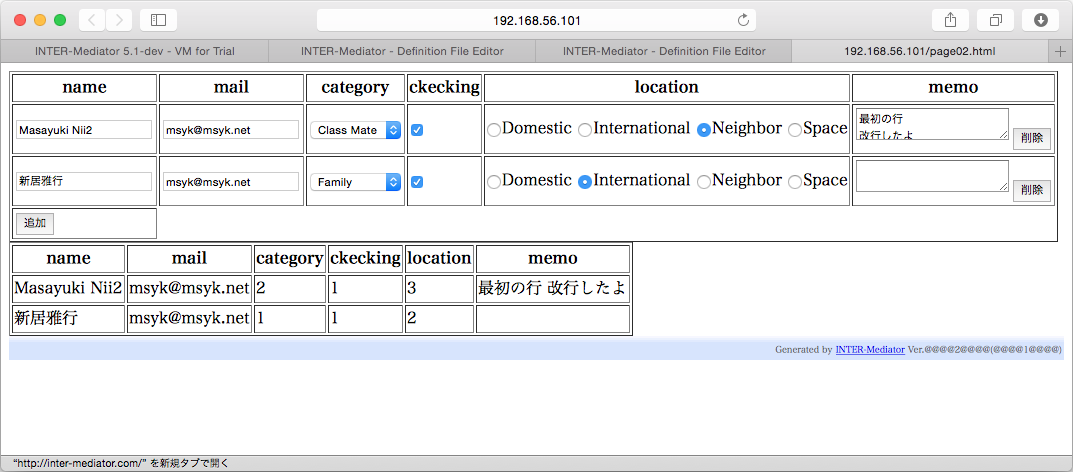 192.168.56.101
INTER-Mediator 5.1-dev - VM for Trial INTER-Mediator - Definition File Editor INTER-Mediator - Definition File Editor 192.168.56.101/page02.html
name mail category ckecking location memo
Masayuki Nii2 msyk@msyk.net Class Mate Domestic International Neighbor Space 最初の行
改行したよ 削除
新居雅行 msyk@msyk.net Family Domestic International Neighbor Space 削除
追加
name mail category ckecking location memo
Masayuki Nii2 msyk@msyk.net 2 1 3 最初の行 改行したよ
新居雅行 msyk@msyk.net 1 1 2
Generated by INTER-Mediator Ver.@@@@2@@@@(@@@@1@@@@)
"http://inter-mediator.com/" を新規タブで開く